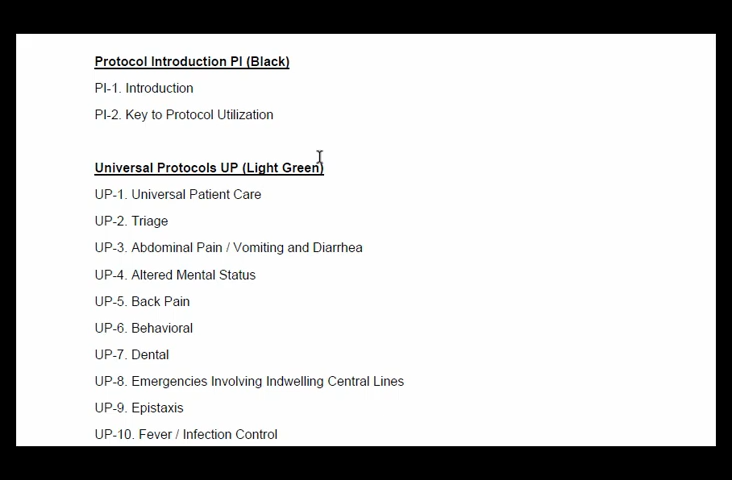 Protocol Introduction PI (Black)
PI-1. Introduction
PI-2. Key to Protocol Utilization
Universal Protocols UP (Light Green)
UP-1. Universal Patient Care
UP-2. Triage
UP-3. Abdominal Pain / Vomiting and Diarrhea
UP-4. Altered Mental Status
UP-5. Back Pain
UP-6. Behavioral
UP-7. Dental
UP-8. Emergencies Involving Indwelling Central Lines
UP-9. Epistaxis
UP-10. Fever / Infection Control